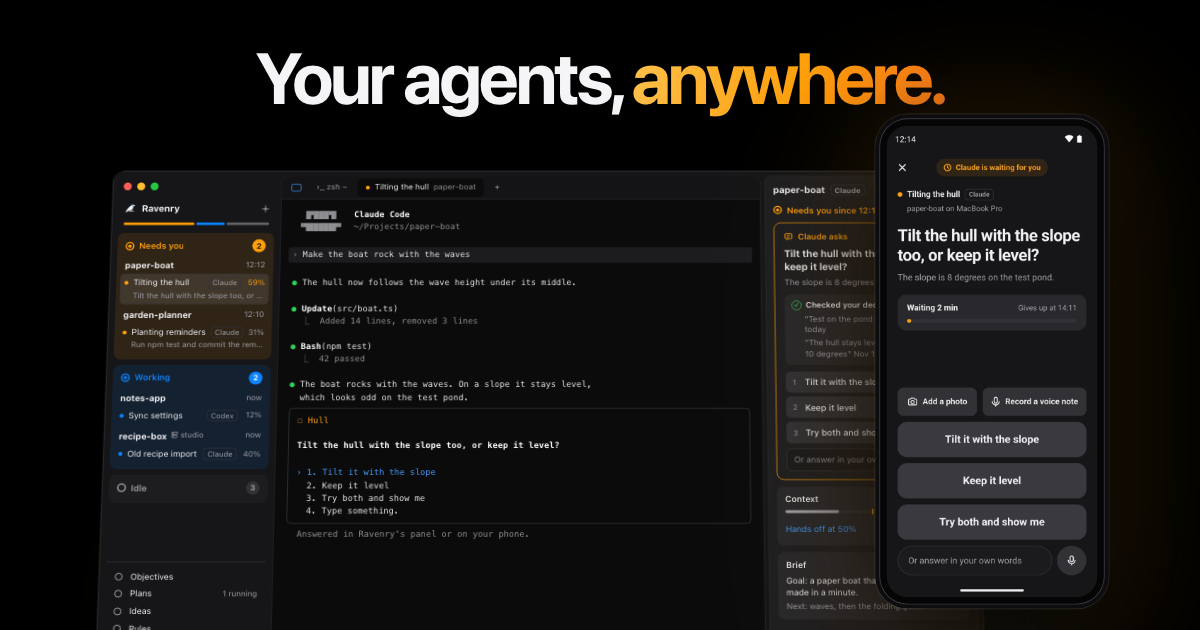 Your agents, anywhere.
Ravenry
+
Needs you
2
paper-boat
12:12
Tilting the hull
Claude
59%
Tilt the hull with the slope too, or ...
garden-planner
12:10
Planting reminders
Claude
31%
Run npm test and commit the rem...
Working
2
notes-app
now
Sync settings
Codex
12%
recipe-box
studio
now
Old recipe import
Claude
40%
Idle
3
Objectives
Plans
1 running
Ideas
Rules
›_ zsh ~
Tilting the hull paper-boat
+
Claude Code
~/Projects/paper-boat
› Make the boat rock with the waves
The hull now follows the wave height under its middle.
Update(src/boat.ts)
Added 14 lines, removed 3 lines
Bash(npm test)
42 passed
The boat rocks with the waves. On a slope it stays level,
which looks odd on the test pond.
Hull
Tilt the hull with the slope too, or keep it level?
› 1. Tilt it with the slope
2. Keep it level
3. Try both and show me
4. Type something.
Answered in Ravenry's panel or on your phone.
paper-boat
Claude
Needs you since 12:1
Claude asks
Tilt the hull with th
keep it level?
The slope is 8 degrees
Checked your dec
"Test on the pond
today
"The hull stays lev
10 degrees" Nov 1
1 Tilt it with the slo
2 Keep it level
3 Try both and sho
Or answer in your ow
Context
Hands off at 50%
Brief
Goal: a paper boat tha
made in a minute.
Next: waves, then the folding
12:14
Claude is waiting for you
Tilting the hull
Claude
paper-boat on MacBook Pro
Tilt the hull with the slope
too, or keep it level?
The slope is 8 degrees on the test pond.
Waiting 2 min
Gives up at 14:11
Add a photo
Record a voice note
Tilt it with the slope
Keep it level
Try both and show me
Or answer in your own words